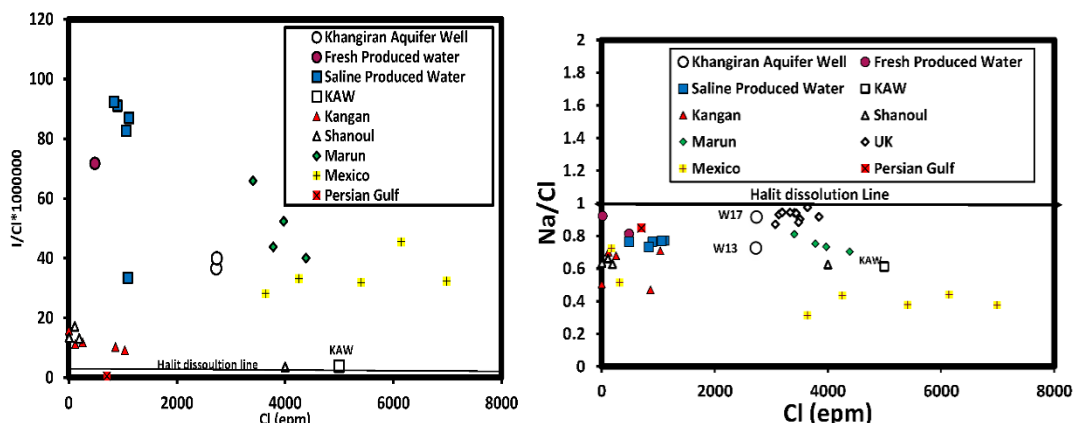 120
100
80
60
40
20
0
I/Cl*1000000
Khangiran Aquifer Well
Fresh Produced water
Saline Produced Water
KAW
Kangan
Shanoul
Marun
Mexico
Persian Gulf
KAW
Halit dissoultion line
0 2000 4000 6000 8000
Cl (epm)
2
1.8
1.6
1.4
1.2
1
0.8
0.6
0.4
0.2
0
Na/Cl
Khangiran Aquifer Well Fresh Produced Water
Saline Produced Water KAW
Kangan Shanoul
Marun UK
Mexico Persian Gulf
Halit dissolution Line
W17
W13
KAW
0 2000 4000 6000 8000
Cl (epm)